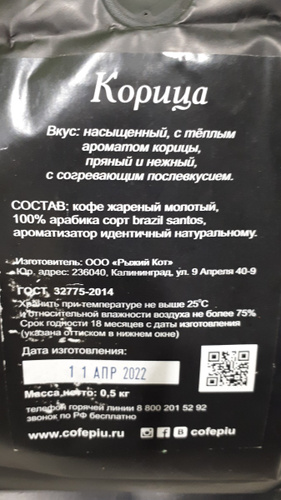 Корица
Вкус: насыщенный, с тёплым
ароматом корицы,
пряный и нежный,
с согревающим послевкусием.
СОСТАВ: кофе жареный молотый,
100% арабика сорт brazil santos,
ароматизатор идентичный натуральному.
Изготовитель: ООО «Рыжий Кот»
Юр. адрес: 236040, Калининград, ул. 9 Апреля 40-9
ГОСТ 32775-2014
Хранить при температуре не выше 25°С
и относительной влажности воздуха не более 75%
Срок годности 18 месяцев с даты изготовления
(указана оттиском в нижнем окне)
Дата изготовления:
11 АПР 2022
Масса нетто: 0,5 кг
телефон горячей линии 8 800 201 52 92
звонок по РФ бесплатно
www.cofepiu.ru cofepiu